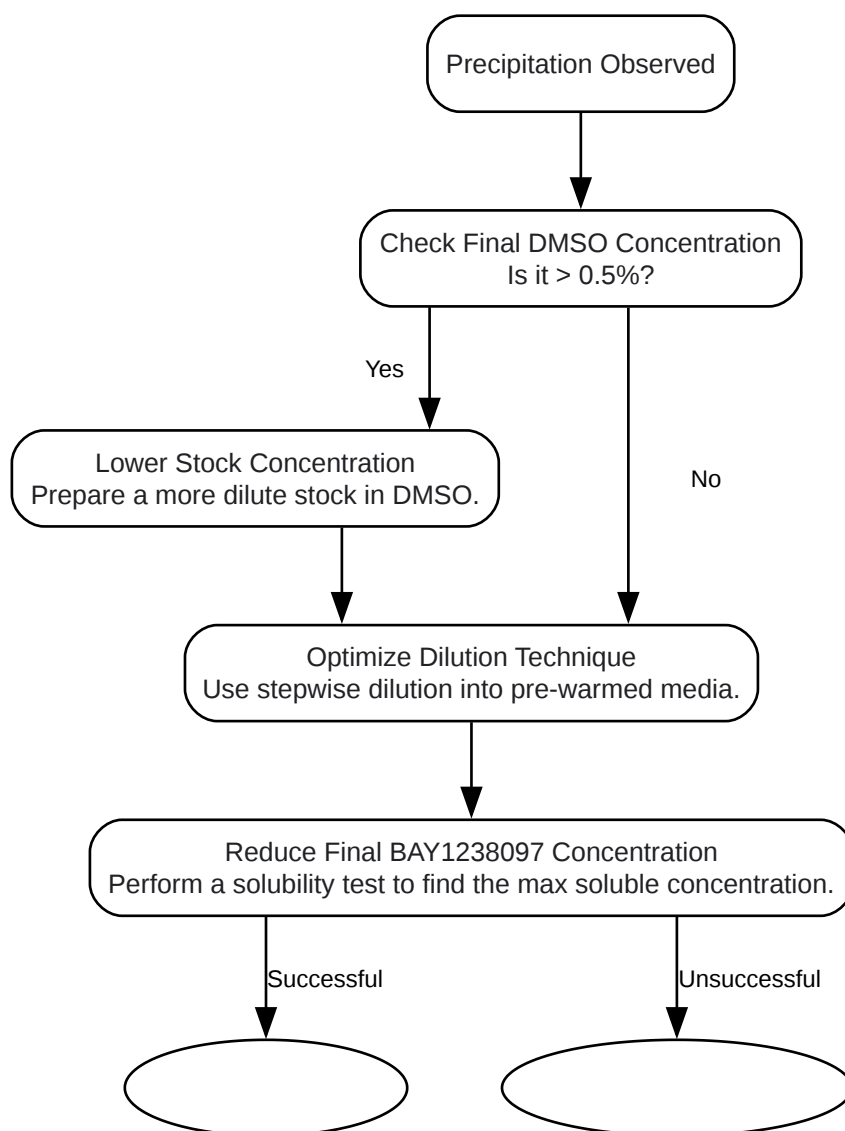 Precipitation Observed
Check Final DMSO Concentration
Is it > 0.5%?
Yes
Lower Stock Concentration
Prepare a more dilute stock in DMSO.
No
Optimize Dilution Technique
Use stepwise dilution into pre-warmed media.
Reduce Final BAY1238097 Concentration
Perform a solubility test to find the max soluble concentration.
Successful
Unsuccessful